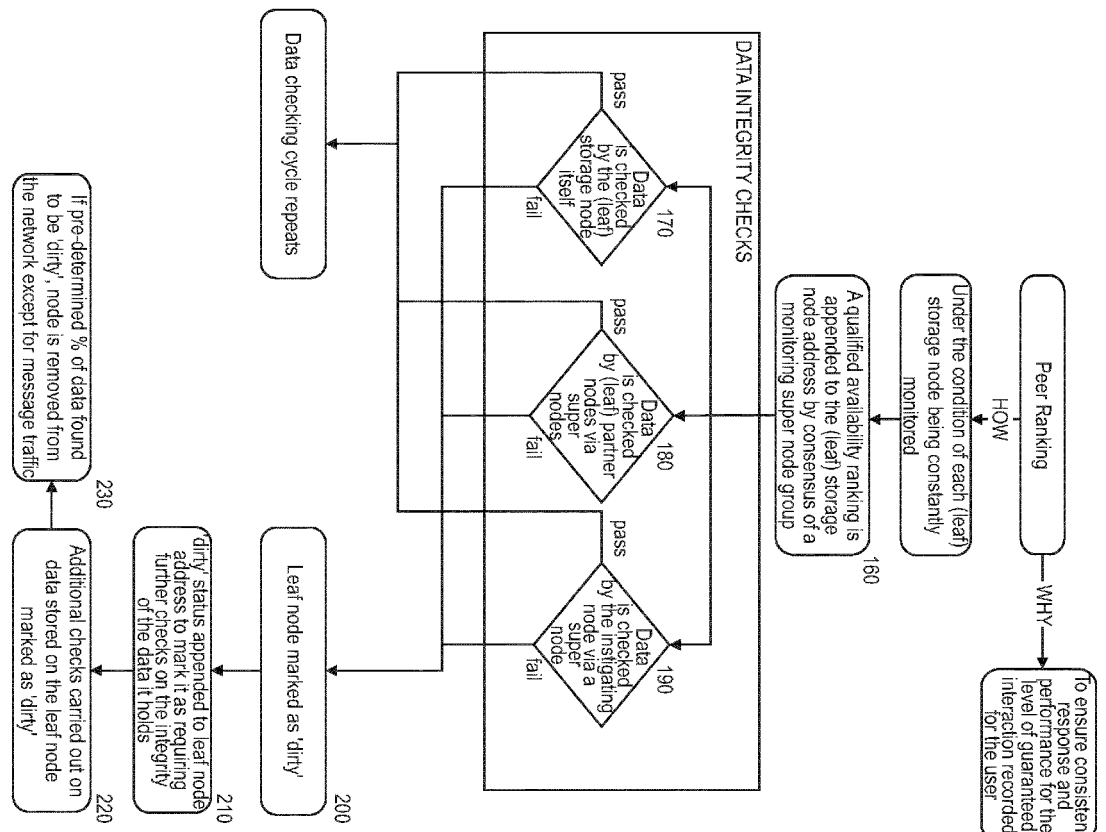 Peer Ranking
HOW
WHY
To ensure consisten
response and
performance for the
level of guaranteed
interaction recorded
for the user
Under the condition of each (leaf)
storage node being constantly
monitored
A qualified availability ranking is
appended to the (leaf) storage
node address by consensus of a
monitoring super node group
160
DATA INTEGRITY CHECKS
170
Data
is checked
by the (leaf)
storage node
itself
pass
fail
180
Data
is checked
by (leaf) partner
nodes via
super
nodes
pass
fail
190
Data
is checked
by the instigating
node via a
super
node
pass
fail
Data checking cycle repeats
Leaf node marked as 'dirty'
200
'dirty' status appended to leaf node
address to mark it as requiring
further checks on the integrity
of the data it holds
210
Additional checks carried out on
data stored on the leaf node
marked as 'dirty'
220
If pre-determined % of data found
to be 'dirty', node is removed from
the network except for message traffic
230